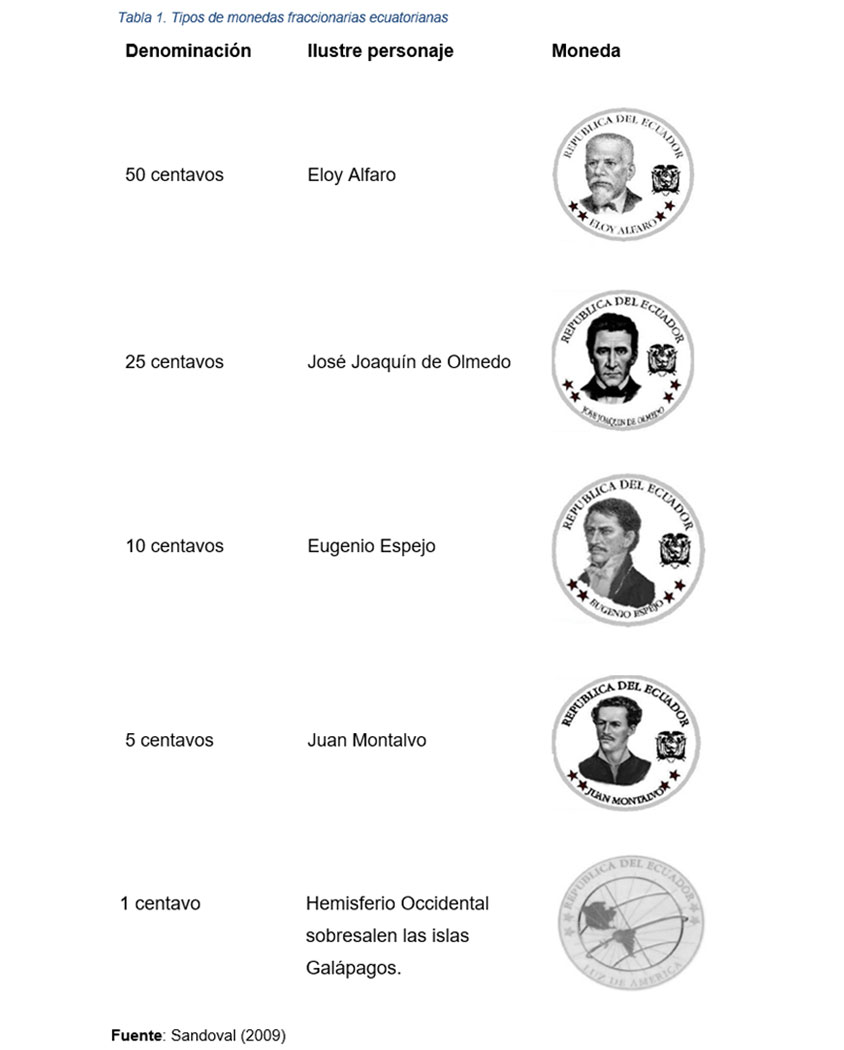 Tabla 1. Tipos de monedas fraccionarias ecuatorianas
Denominación Ilustre personaje Moneda
REPUBLICA DEL ECUADOR
50 centavos Eloy Alfaro
ELOY ALFARO
REPUBLICA DEL ECUADOR
25 centavos José Joaquín de Olmedo
JOSE JOAQUIN DE OLMEDO
REPUBLICA DEL ECUADOR
10 centavos Eugenio Espejo
EUGENIO ESPEJO
REPUBLICA DEL ECUADOR
5 centavos Juan Montalvo
JUAN MONTALVO
REPUBLICA DEL ECUADOR
1 centavo Hemisferio Occidental
sobresalen las islas
Galápagos.
LUZ DE AMERICA
Fuente: Sandoval (2009)